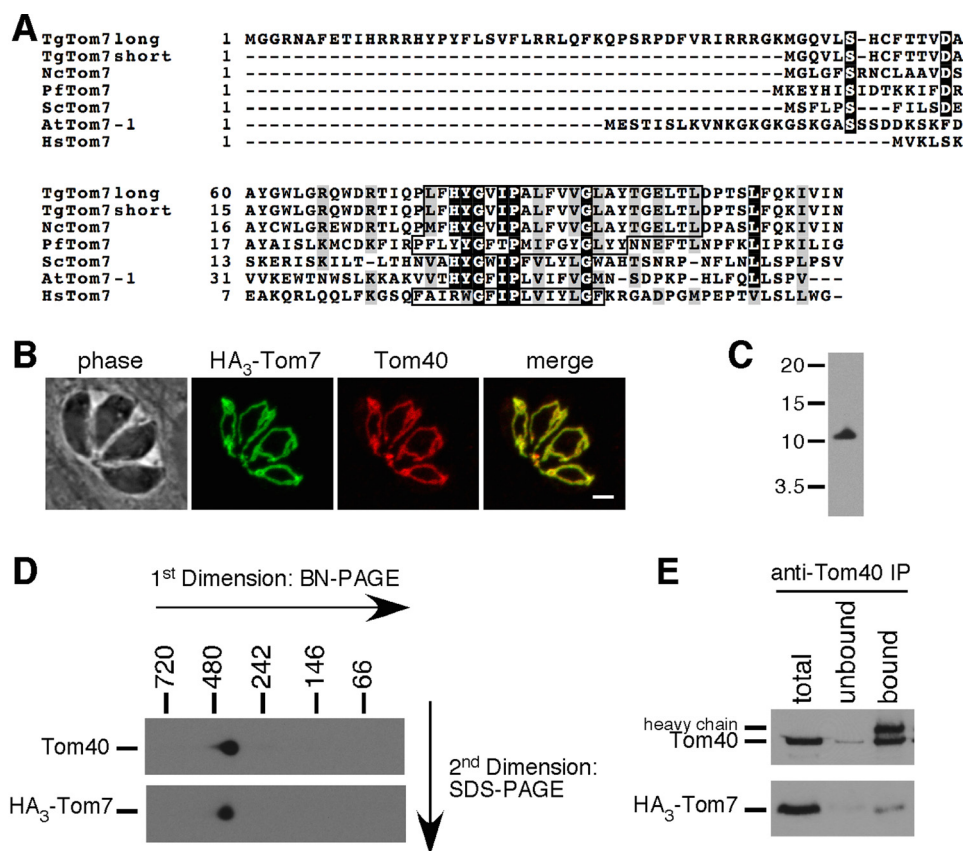 A
TgTom7long 1 MGGRNAFETIHRRRHYPYFLSVFLRRLQFKQPSRPDFVRIRRRGKMGQVLS-HCFTTVDA
TgTom7short 1 ---------------------------------------------MGQVLS-HCFTTVDA
NcTom7 1 ---------------------------------------------MGLGFSRNCLAAVDS
PfTom7 1 --------------------------------------------MKEYHISIDTKKIFDR
ScTom7 1 ---------------------------------------------MSFLPS---FILSDE
AtTom7-1 1 ------------------------------MESTISLKVNKGKGKGSKGASSSDDKSKFD
HsTom7 1 ------------------------------------------------------MVKLSK
TgTom7long 60 AYGWLGRQWDRTIQPLFHYGVIPALFVVGLAYTGELTLDPTSLFQKIVIN
TgTom7short 15 AYGWLGRQWDRTIQPLFHYGVIPALFVVGLAYTGELTLDPTSLFQKIVIN
NcTom7 16 AYCWLGREWDRTLQPMFHYGVIPALFVVGLAYTGELTLDPTSLFQKIVIN
PfTom7 17 AYAISLKMCDKFIRPFLYYGFTPMIFGYGLYYNNEFTLNPFKLIPKILIG
ScTom7 13 SKERISKILT-LTHNVAHYGWIPFVLYLGWAHTSNRP-NFLNLLSPLPSV
AtTom7-1 31 VVKEWTNWSLKKAKVVTHYGFIPLVIFVGMN-SDPKP-HLFQLLSPV---
HsTom7 7 EAKQRLQQLFKGSQFAIRWGFIPLVIYLGFKRGADPGMPEPTVLSLLWG-
B
phase HA3-Tom7 Tom40 merge
C
20
15
10
3.5
D
1st Dimension: BN-PAGE
720 480 242 146 66
Tom40
HA3-Tom7
2nd Dimension:
SDS-PAGE
E
anti-Tom40 IP
total unbound bound
heavy chain
Tom40
HA3-Tom7